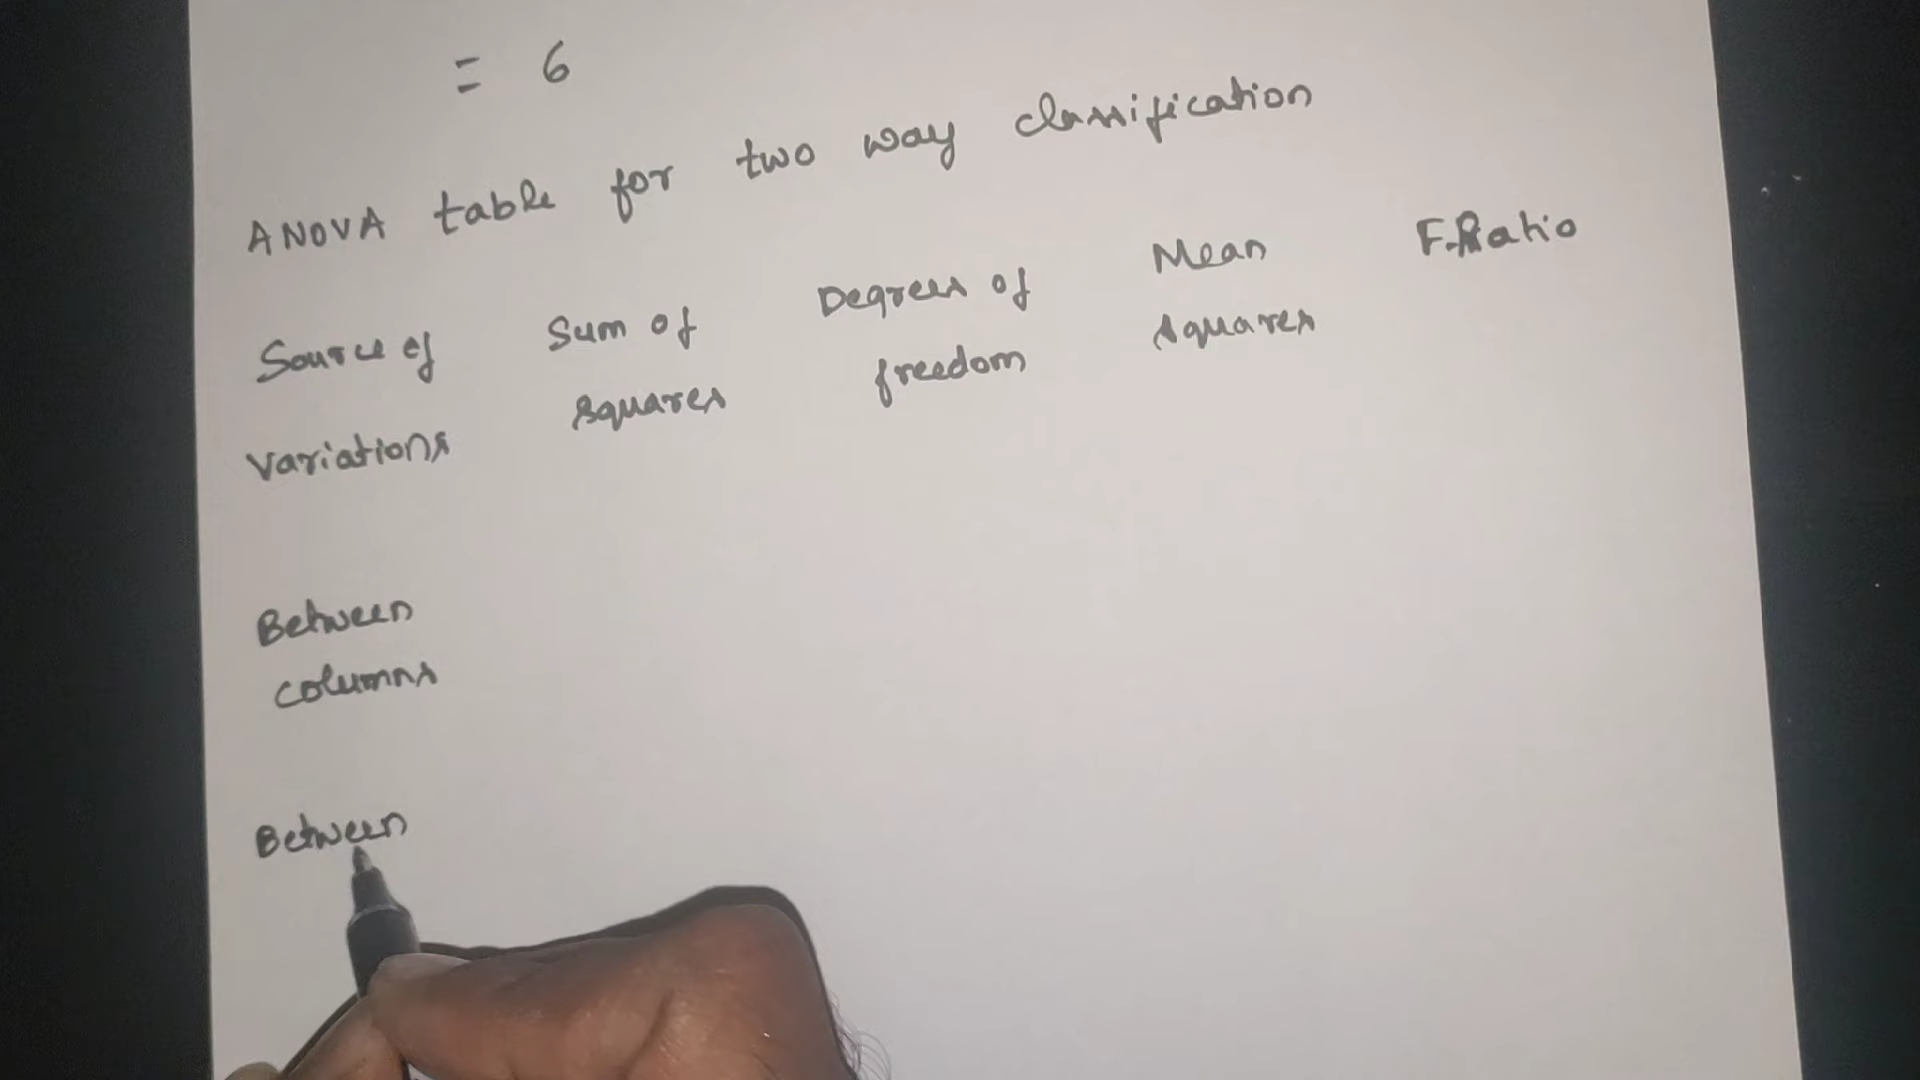 = 6
ANOVA table for two way classification
Source of Sum of Degrees of Mean F.Ratio
variations squares freedom squares
Between
columns
Between